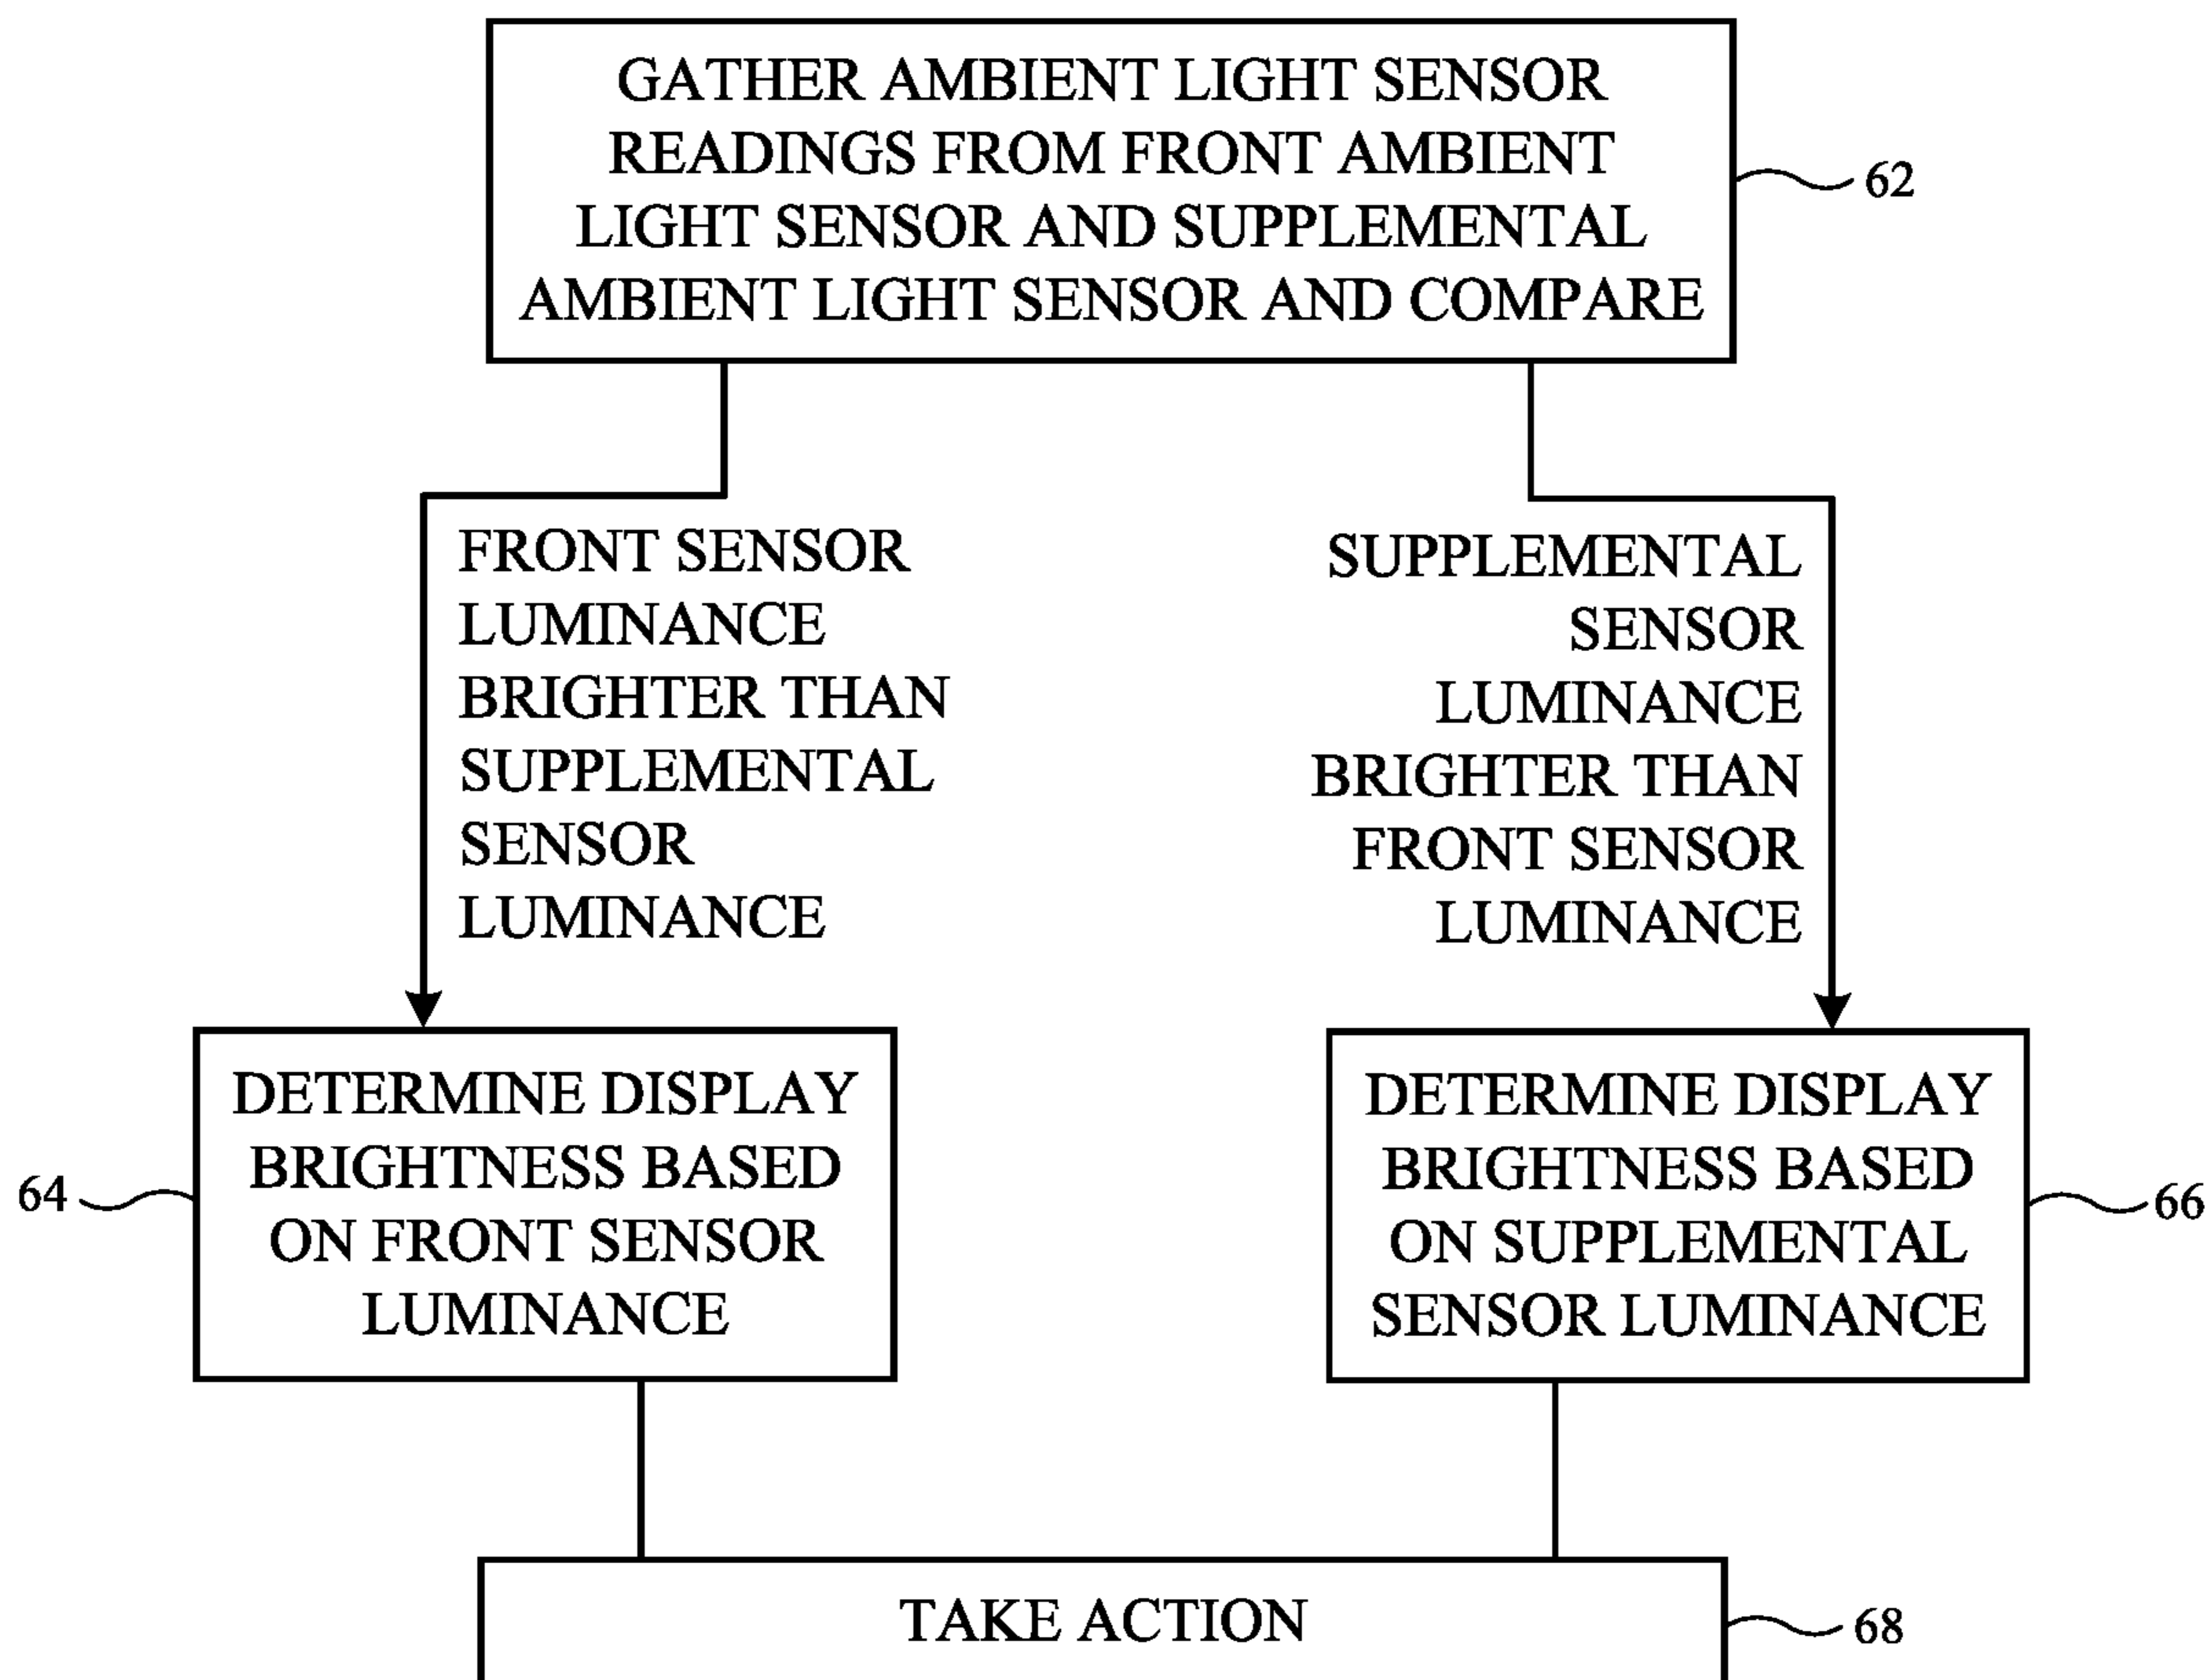 GATHER AMBIENT LIGHT SENSOR
READINGS FROM FRONT AMBIENT
LIGHT SENSOR AND SUPPLEMENTAL
AMBIENT LIGHT SENSOR AND COMPARE
62
FRONT SENSOR
LUMINANCE
BRIGHTER THAN
SUPPLEMENTAL
SENSOR
LUMINANCE
SUPPLEMENTAL
SENSOR
LUMINANCE
BRIGHTER THAN
FRONT SENSOR
LUMINANCE
64
DETERMINE DISPLAY
BRIGHTNESS BASED
ON FRONT SENSOR
LUMINANCE
DETERMINE DISPLAY
BRIGHTNESS BASED
ON SUPPLEMENTAL
SENSOR LUMINANCE
66
TAKE ACTION
68